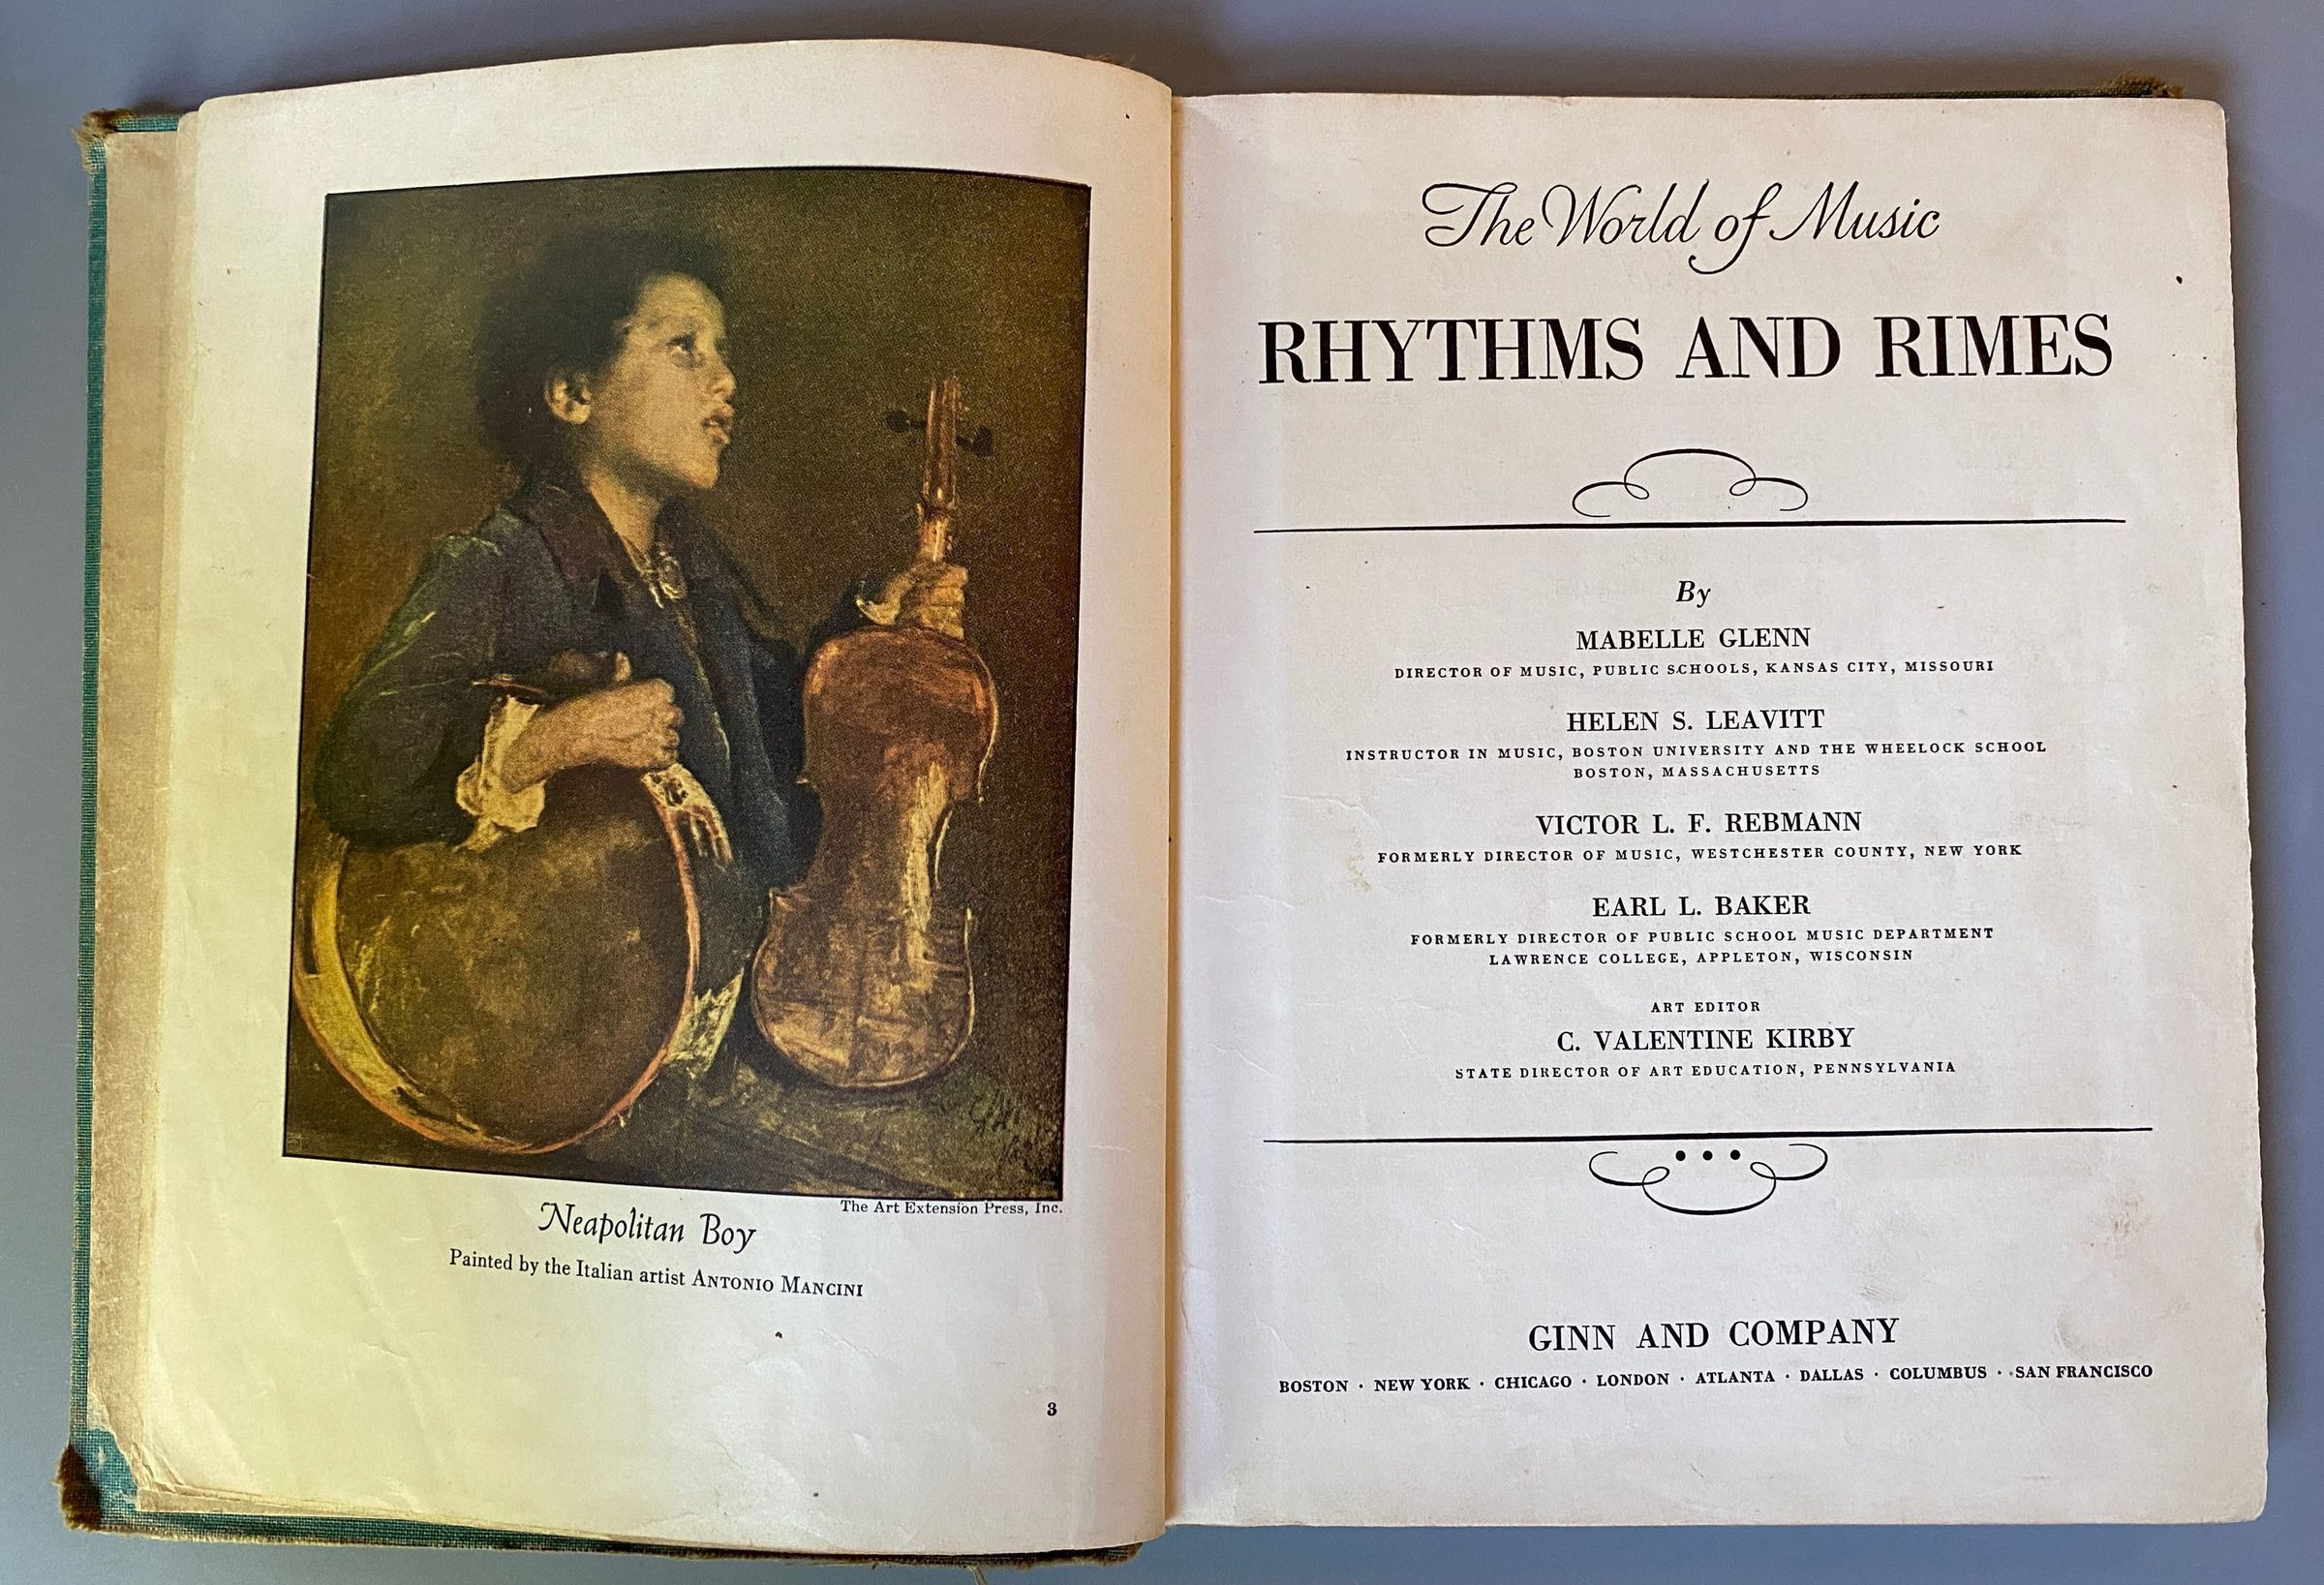 The Art Extension Press, Inc.
Neapolitan Boy
Painted by the Italian artist ANTONIO MANCINI
3
The World of Music
RHYTHMS AND RIMES
By
MABELLE GLENN
DIRECTOR OF MUSIC, PUBLIC SCHOOLS, KANSAS CITY, MISSOURI
HELEN S. LEAVITT
INSTRUCTOR IN MUSIC, BOSTON UNIVERSITY AND THE WHEELOCK SCHOOL
BOSTON, MASSACHUSETTS
VICTOR L. F. REBMANN
FORMERLY DIRECTOR OF MUSIC, WESTCHESTER COUNTY, NEW YORK
EARL L. BAKER
FORMERLY DIRECTOR OF PUBLIC SCHOOL MUSIC DEPARTMENT
LAWRENCE COLLEGE, APPLETON, WISCONSIN
ART EDITOR
C. VALENTINE KIRBY
STATE DIRECTOR OF ART EDUCATION, PENNSYLVANIA
GINN AND COMPANY
BOSTON · NEW YORK · CHICAGO · LONDON · ATLANTA · DALLAS · COLUMBUS · SAN FRANCISCO